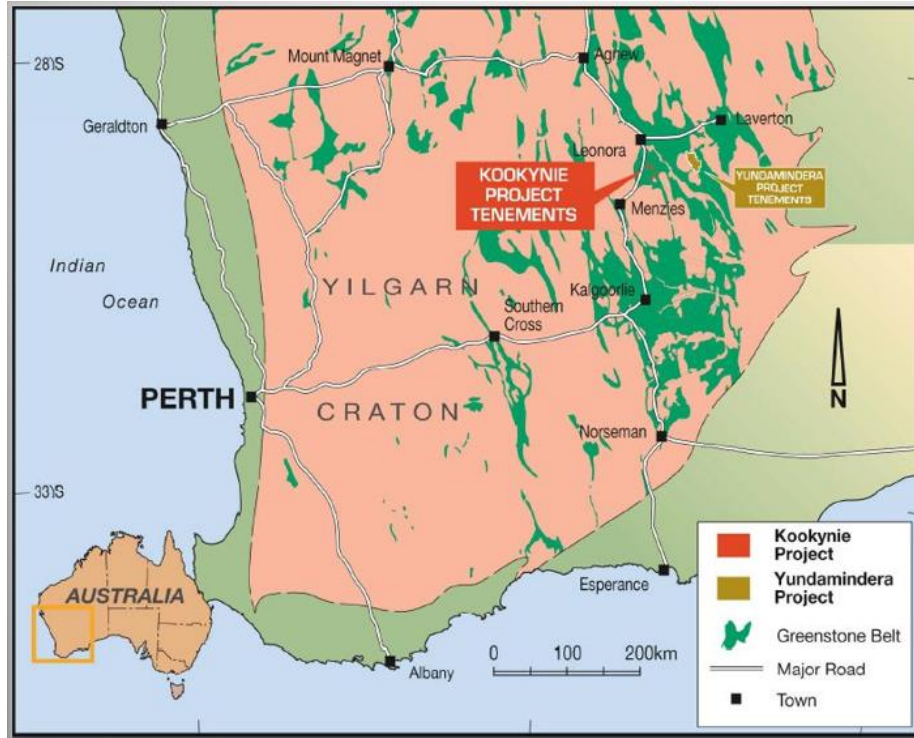 28)S
Mount Magnet
Agnew
Geraldton
Laverton
Leonora
KOOKYNIE
PROJECT
TENEMENTS
YUNDAMINDERA
PROJECT
TENEMENTS
Menzies
Indian
Ocean
YILGARN
Kalgoorlie
Southern
Cross
PERTH
CRATON
N
Norseman
33)S
Kookynie
Project
Yundamindera
Project
Greenstone Belt
Major Road
Town
AUSTRALIA
Esperance
0 100 200km
Albany